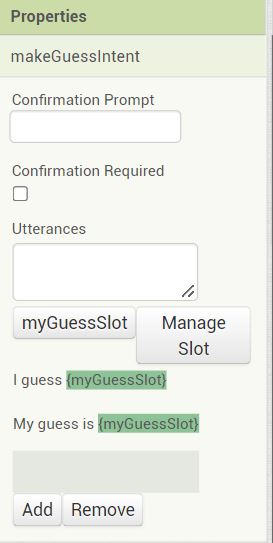 Properties
makeGuessIntent
Confirmation Prompt
Confirmation Required
Utterances
myGuessSlot
Manage
Slot
I guess {myGuessSlot}
My guess is {myGuessSlot}
Add Remove